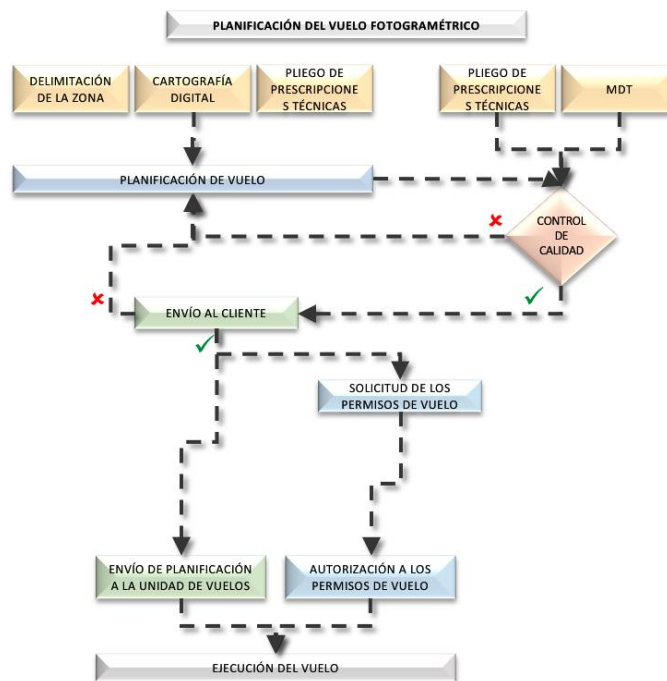 PLANIFICACIÓN DEL VUELO FOTOGRAMÉTRICO
DELIMITACIÓN
DE LA ZONA
CARTOGRAFÍA
DIGITAL
PLIEGO DE
PRESCRIPCIONE
S TÉCNICAS
PLIEGO DE
PRESCRIPCIONE
S TÉCNICAS
MDT
PLANIFICACIÓN DE VUELO
CONTROL
DE
CALIDAD
ENVÍO AL CLIENTE
SOLICITUD DE LOS
PERMISOS DE VUELO
ENVÍO DE PLANIFICACIÓN
A LA UNIDAD DE VUELOS
AUTORIZACIÓN A LOS
PERMISOS DE VUELO
EJECUCIÓN DEL VUELO